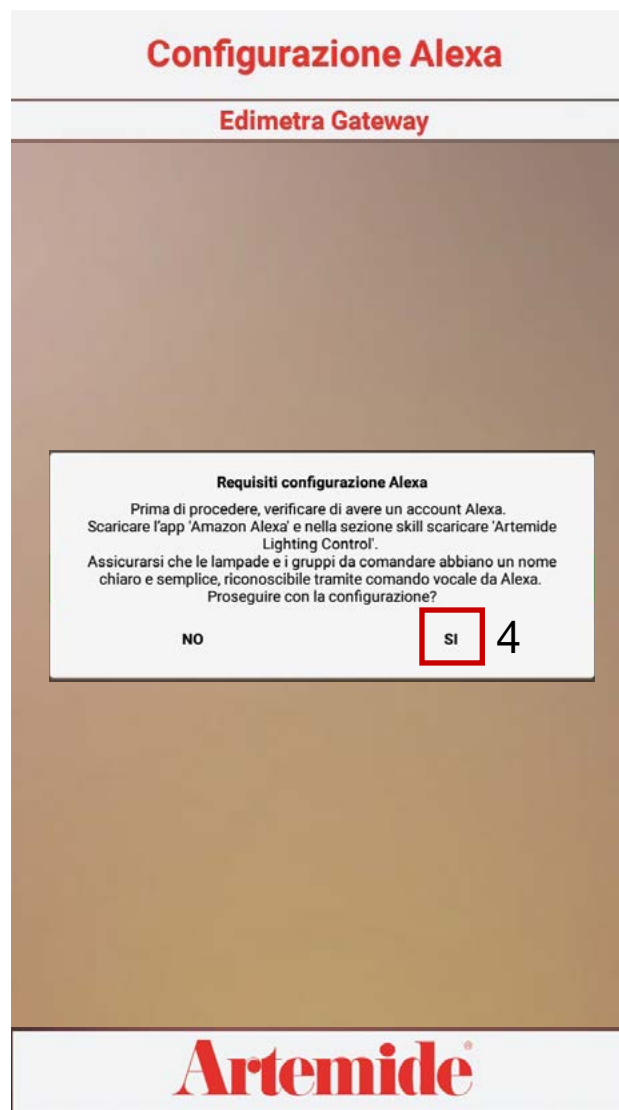 Configurazione Alexa
Edimetra Gateway
Requisiti configurazione Alexa
Prima di procedere, verificare di avere un account Alexa.
Scaricare l'app 'Amazon Alexa' e nella sezione skill scaricare 'Artemide
Lighting Control'.
Assicurarsi che le lampade e i gruppi da comandare abbiano un nome
chiaro e semplice, riconoscibile tramite comando vocale da Alexa.
Proseguire con la configurazione?
NO SI 4
Artemide®